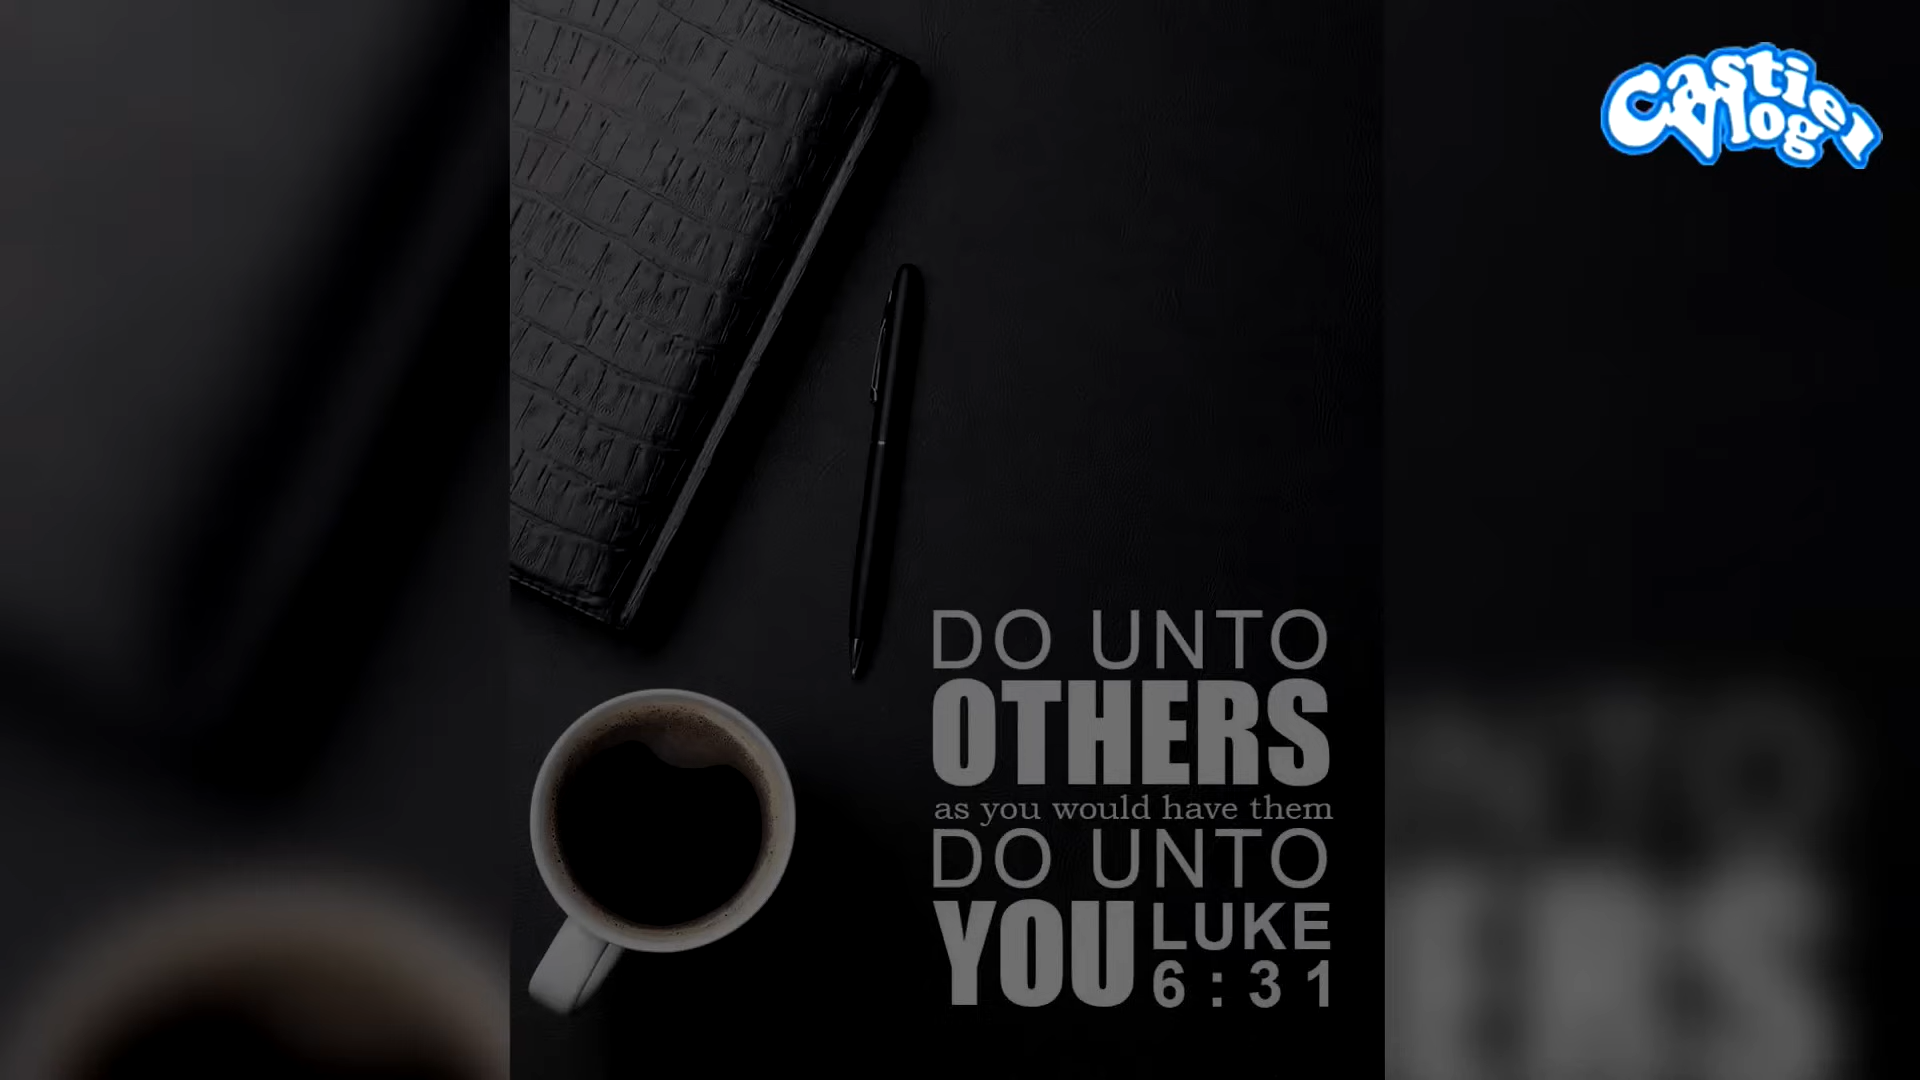 Castiel
Vlog
DO UNTO
OTHERS
as you would have them
DO UNTO
YOU LUKE
6:31